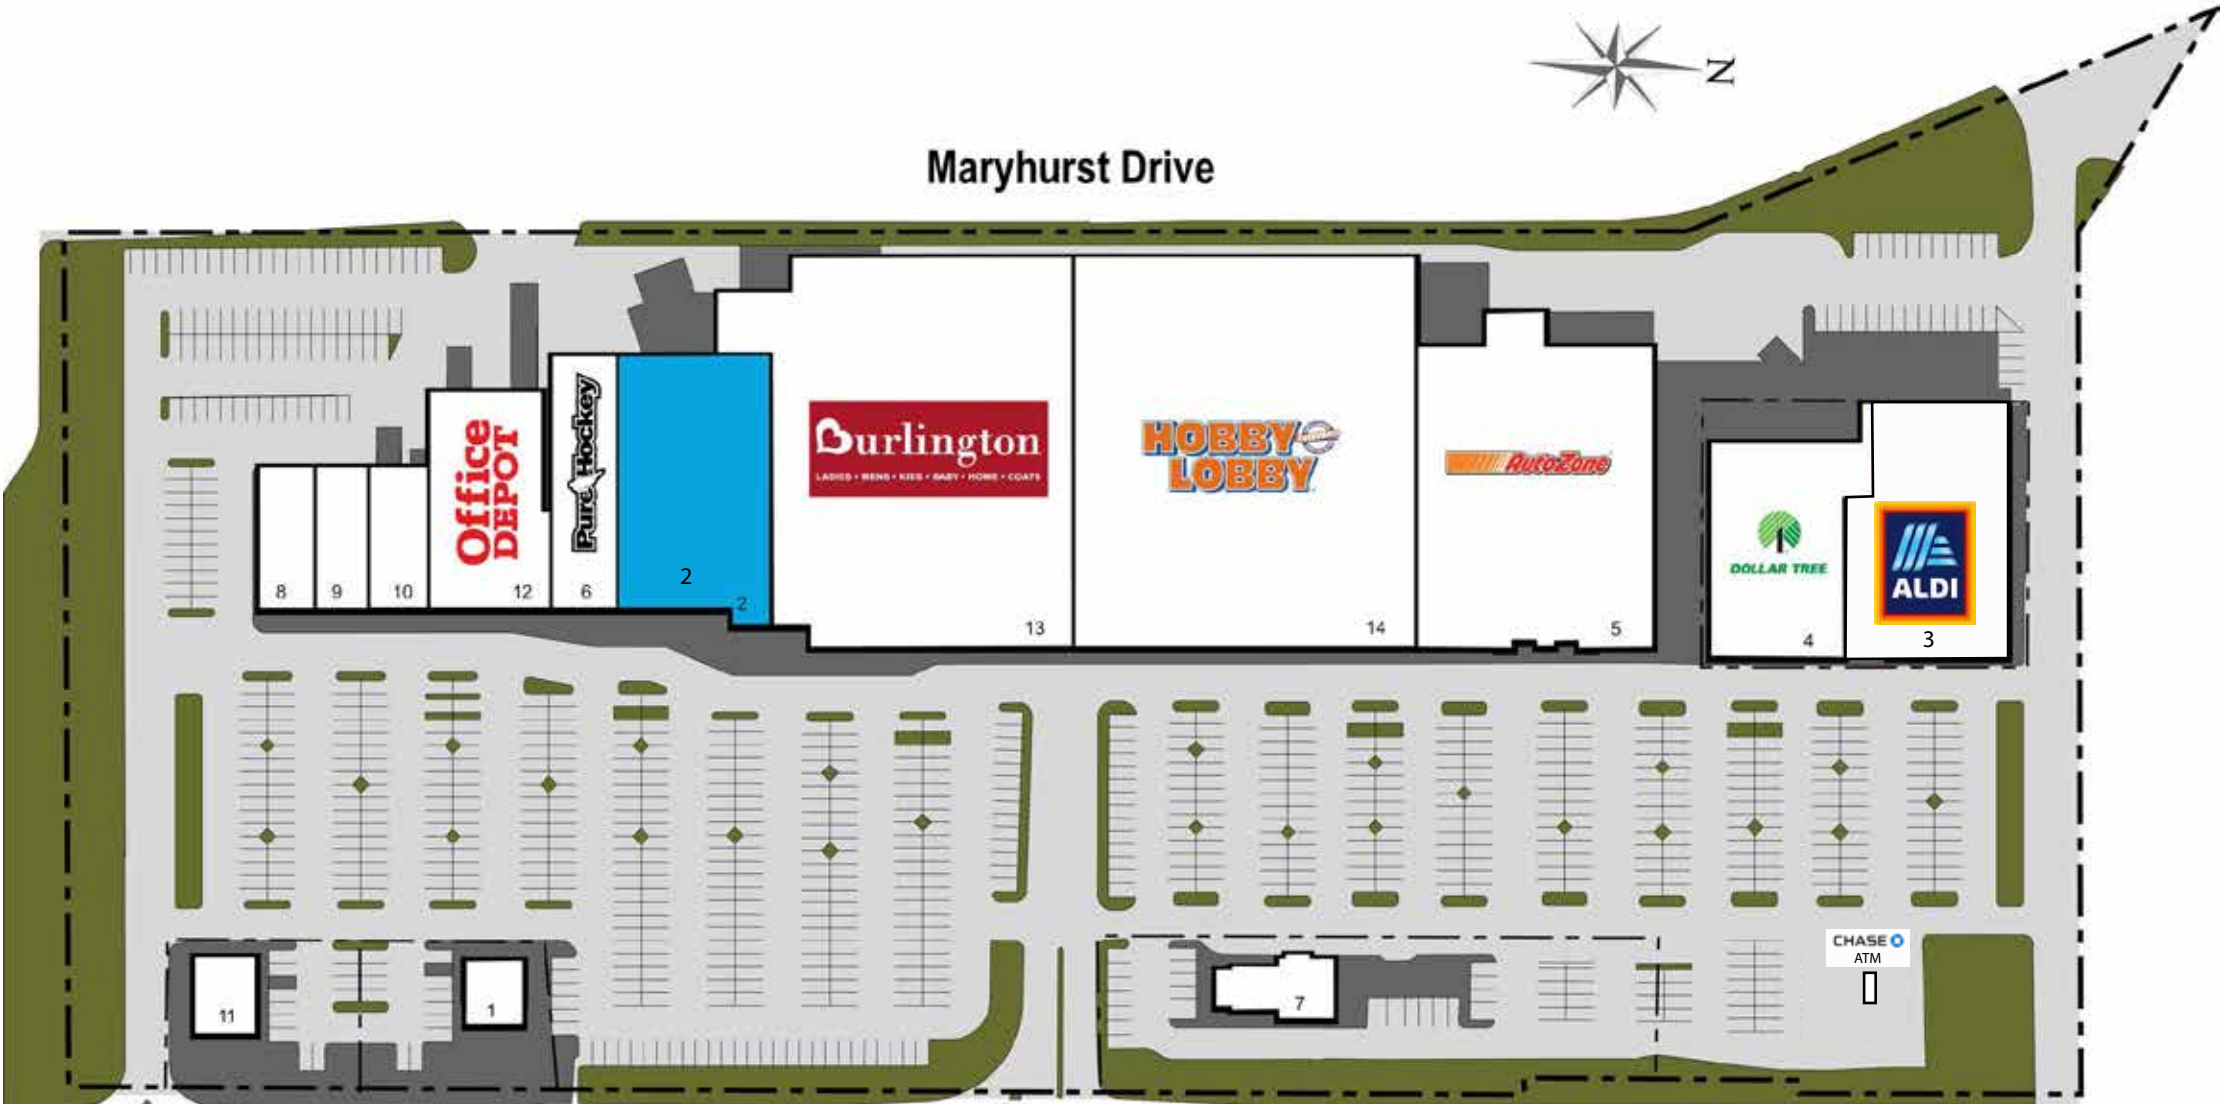 N
Maryhurst Drive
Burlington
LADIES • MENS • KIDS • BABY • HOME • COATS
HOBBY
LOBBY
AutoZone
Office
DEPOT
Pure Hockey
DOLLAR TREE
ALDI
8
9
10
12
6
2
2
13
14
5
4
3
CHASE
ATM
11
1
7